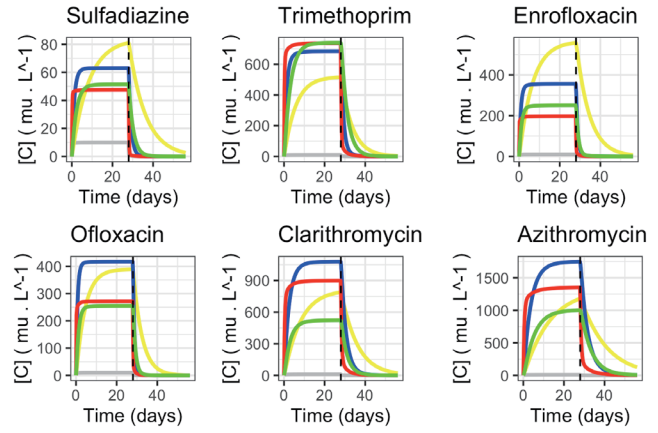 Sulfadiazine Trimethoprim Enrofloxacin
[C] ( mu . L^-1)
80
60
40
20
0
0 20 40
Time (days)
[C] ( mu . L^-1)
600
400
200
0
0 20 40
Time (days)
[C] ( mu . L^-1)
400
200
0
0 20 40
Time (days)
Ofloxacin Clarithromycin Azithromycin
[C] ( mu . L^-1)
400
300
200
100
0
0 20 40
Time (days)
[C] ( mu . L^-1)
900
600
300
0
0 20 40
Time (days)
[C] ( mu . L^-1)
1500
1000
500
0
0 20 40
Time (days)